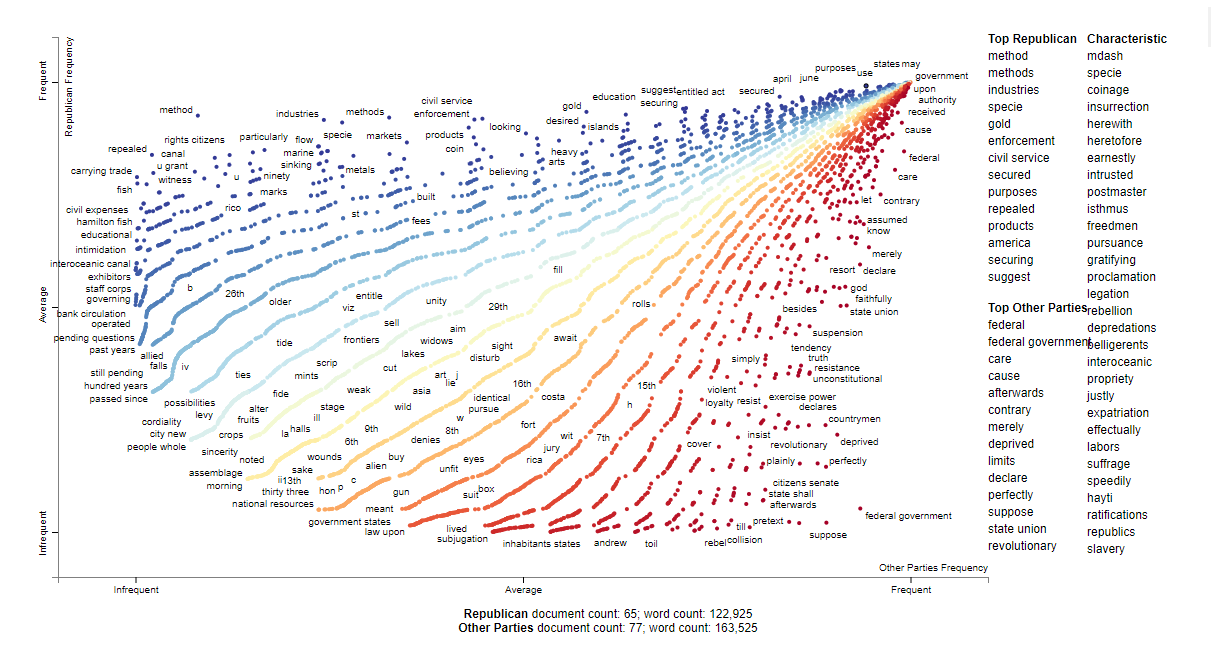 Republican Frequency
Frequent
Average
Infrequent
purposes
states may
use
government
april
june
upon
suggest
entitled act
secured
authority
education
securing
received
civil service
gold
method
industries
methods
enforcement
desired
islands
cause
looking
rights citizens
particularly
flow
specie
markets
products
repealed
canal
marine
coin
heavy
arts
federal
u grant
sinking
carrying trade
witness
u
ninety
metals
believing
care
fish
marks
built
let
contrary
civil expenses
rico
st
fees
assumed
hamilton fish
know
educational
intimidation
merely
interoceanic canal
exhibitors
fill
resort
declare
staff corps
b
26th
older
entitle
unity
29th
rolls
god
governing
faithfully
bank circulation
viz
besides
state union
operated
sell
aim
pending questions
tide
frontiers
widows
sight
await
suspension
past years
allied
lakes
disturb
tendency
falls
iv
scrip
cut
simply
truth
still pending
ties
mints
art
j
resistance
hundred years
weak
asia
lie
16th
15th
unconstitutional
passed since
fide
identical
costa
violent
exercise power
possibilities
alter
stage
wild
pursue
h
loyalty
resist
declares
levy
fruits
ill
w
cordiality
halls
9th
8th
fort
countrymen
city new
crops
la
6th
denies
wit
7th
insist
people whole
jury
cover
revolutionary
deprived
sincerity
noted
wounds
buy
eyes
rica
plainly
perfectly
assemblage
sake
alien
unfit
morning
ii
13th
c
citizens senate
thirty three
hon
p
gun
suit
box
state shall
national resources
meant
afterwards
government states
federal government
law upon
lived
till
pretext
subjugation
inhabitants states
andrew
toil
rebel
collision
suppose
Other Parties Frequency
Infrequent
Average
Frequent
Republican document count: 65; word count: 122,925
Other Parties document count: 77; word count: 163,525
Top Republican
method
methods
industries
specie
gold
enforcement
civil service
secured
purposes
repealed
products
america
securing
suggest
Top Other Parties
federal
federal government
care
cause
afterwards
contrary
merely
deprived
limits
declare
perfectly
suppose
state union
revolutionary
Characteristic
mdash
specie
coinage
insurrection
herewith
heretofore
earnestly
intrusted
postmaster
isthmus
freedmen
pursuance
gratifying
proclamation
legation
rebellion
depredations
belligerents
interoceanic
propriety
justly
expatriation
effectually
labors
suffrage
speedily
hayti
ratifications
republics
slavery